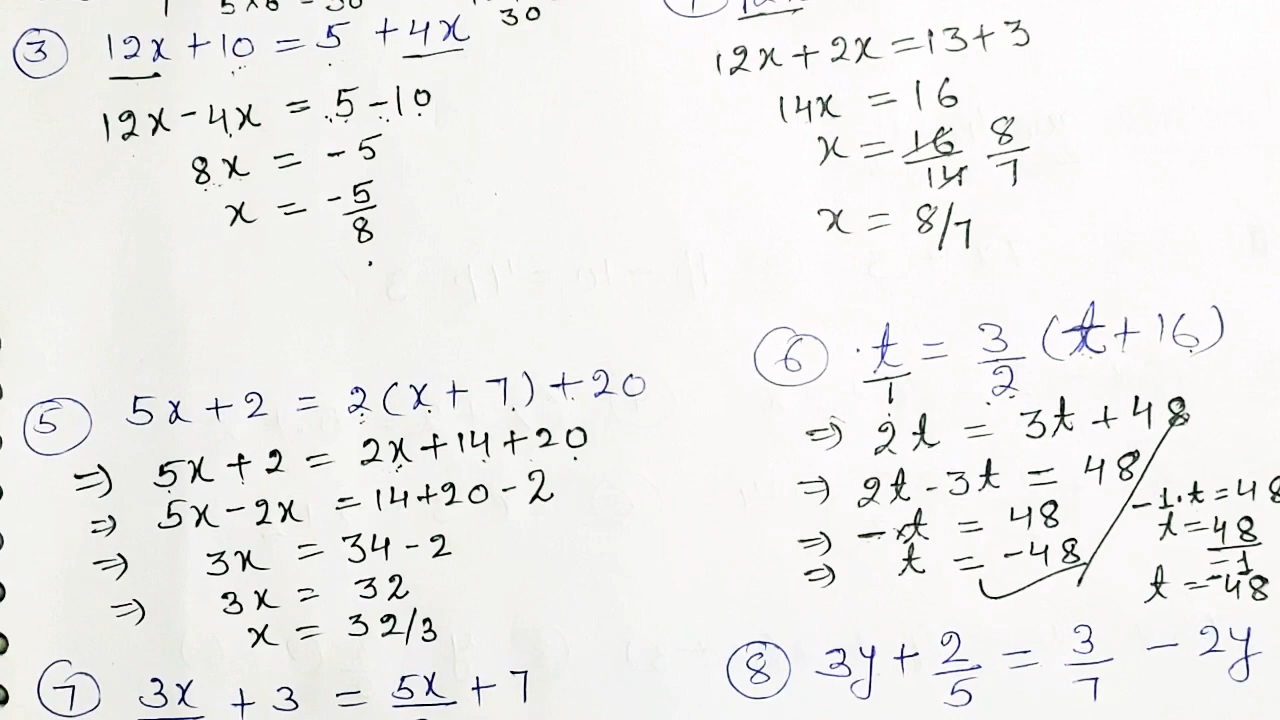 30
③ 12x + 10 = 5 + 4x
12x - 4x = 5 - 10
8x = -5
x = -5/8
12x + 2x = 13 + 3
14x = 16
x = 16/14 8/7
x = 8/7
⑤ 5x + 2 = 2(x + 7) + 20
⇒ 5x + 2 = 2x + 14 + 20
⇒ 5x - 2x = 14 + 20 - 2
⇒ 3x = 34 - 2
⇒ 3x = 32
x = 32/3
⑥ t/1 = 3/2 (t + 16)
⇒ 2t = 3t + 48
⇒ 2t - 3t = 48
⇒ -t = 48
⇒ t = -48
-1·t = 48
t = 48/-1
t = -48
⑦ 3x + 3 = 5x + 7
⑧ 3y + 2/5 = 3/7 - 2y